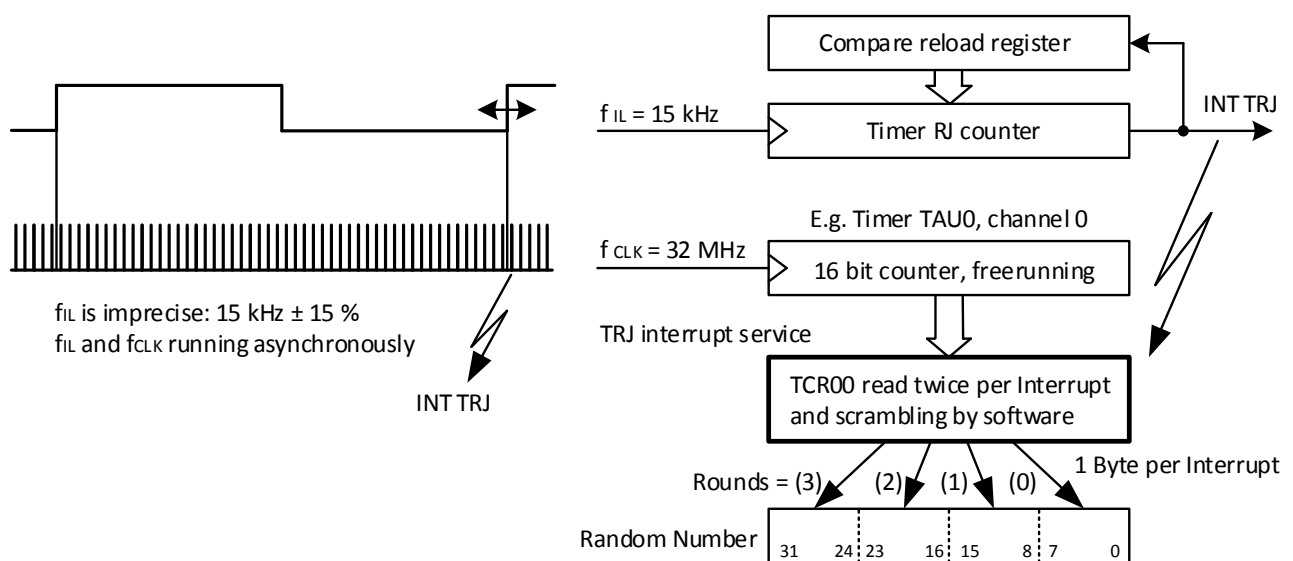 Compare reload register
INT TRJ
f IL = 15 kHz
Timer RJ counter
E.g. Timer TAU0, channel 0
f CLK = 32 MHz
16 bit counter, freerunning
fIL is imprecise: 15 kHz ± 15 %
fIL and fCLK running asynchronously
INT TRJ
TRJ interrupt service
TCR00 read twice per Interrupt
and scrambling by software
1 Byte per Interrupt
Rounds = (3) (2) (1) (0)
Random Number
31 24 23 16 15 8 7 0